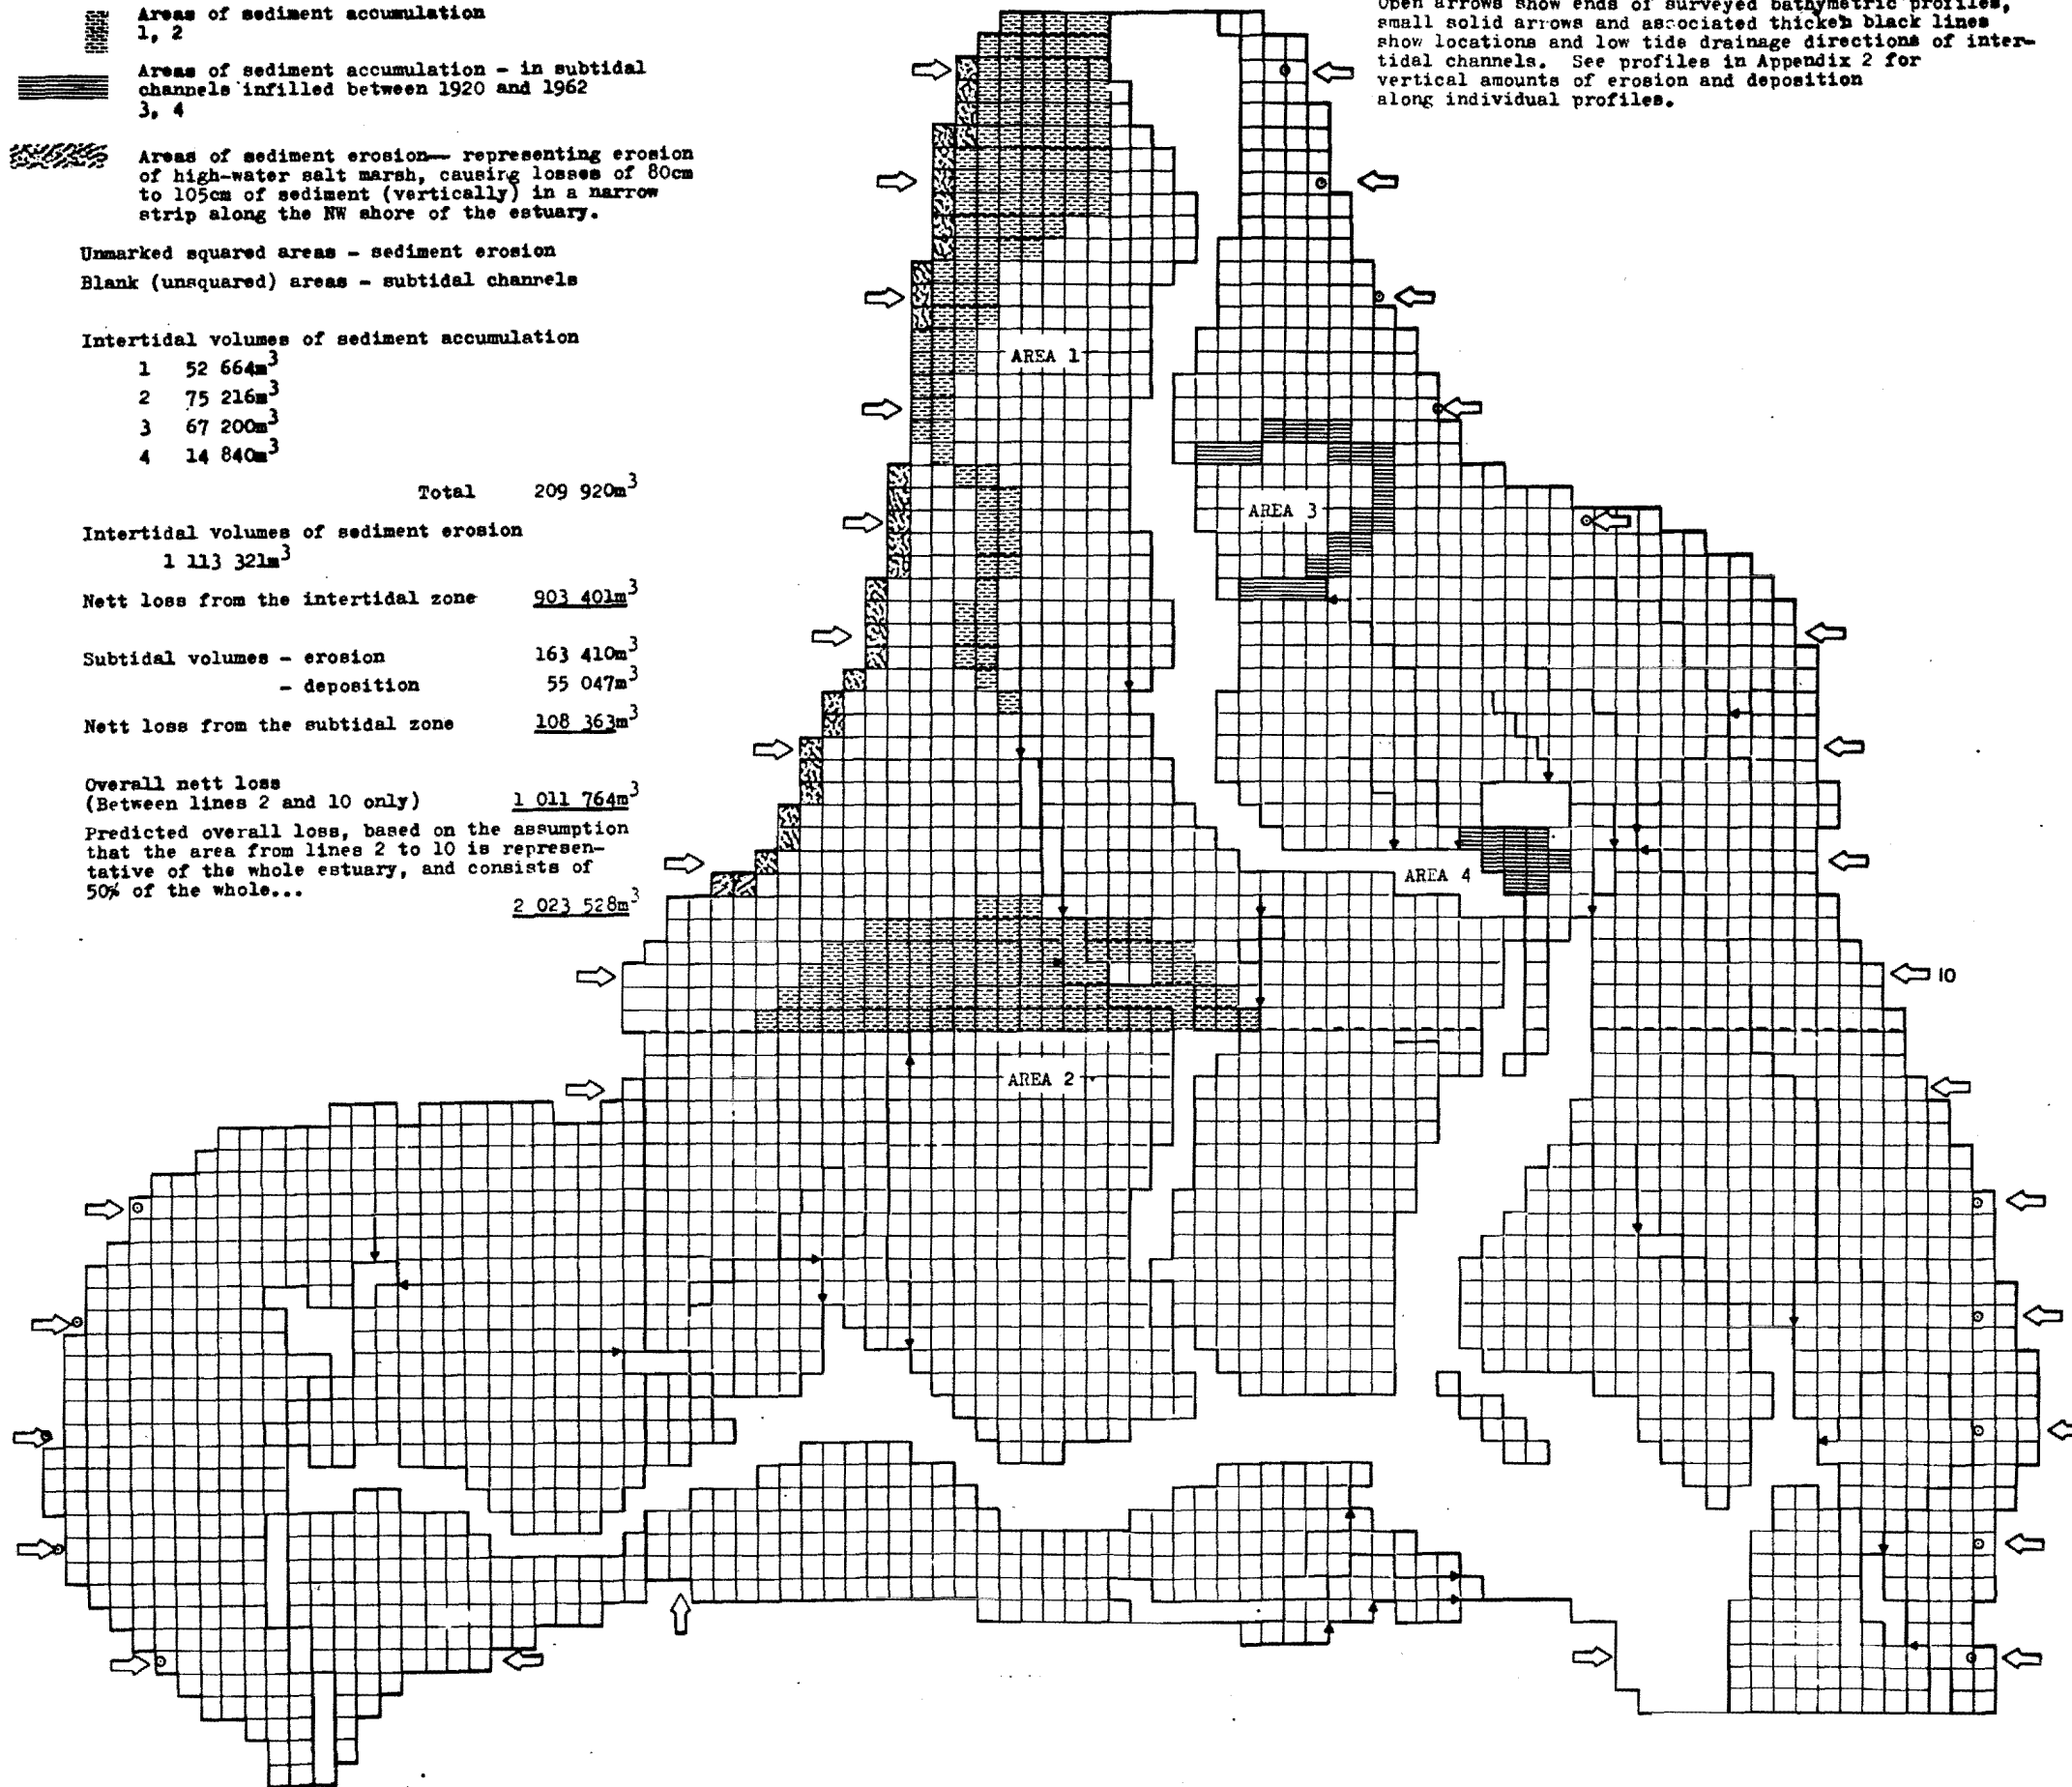 Areas of sediment accumulation
1, 2
Areas of sediment accumulation - in subtidal
channels infilled between 1920 and 1962
3, 4
Areas of sediment erosion— representing erosion
of high-water salt marsh, causing losses of 80cm
to 105cm of sediment (vertically) in a narrow
strip along the NW shore of the estuary.
Unmarked squared areas - sediment erosion
Blank (unsquared) areas - subtidal channels
Intertidal volumes of sediment accumulation
1 52 664m³
2 75 216m³
3 67 200m³
4 14 840m³
Total 209 920m³
Intertidal volumes of sediment erosion
1 113 321m³
Nett loss from the intertidal zone 903 401m³
Subtidal volumes - erosion 163 410m³
- deposition 55 047m³
Nett loss from the subtidal zone 108 363m³
Overall nett loss
(Between lines 2 and 10 only) 1 011 764m³
Predicted overall loss, based on the assumption
that the area from lines 2 to 10 is represen-
tative of the whole estuary, and consists of
50% of the whole...
2 023 528m³
Open arrows show ends of surveyed bathymetric profiles,
small solid arrows and associated thicken black lines
show locations and low tide drainage directions of inter-
tidal channels. See profiles in Appendix 2 for
vertical amounts of erosion and deposition
along individual profiles.
AREA 1
AREA 3
AREA 4
10
AREA 2